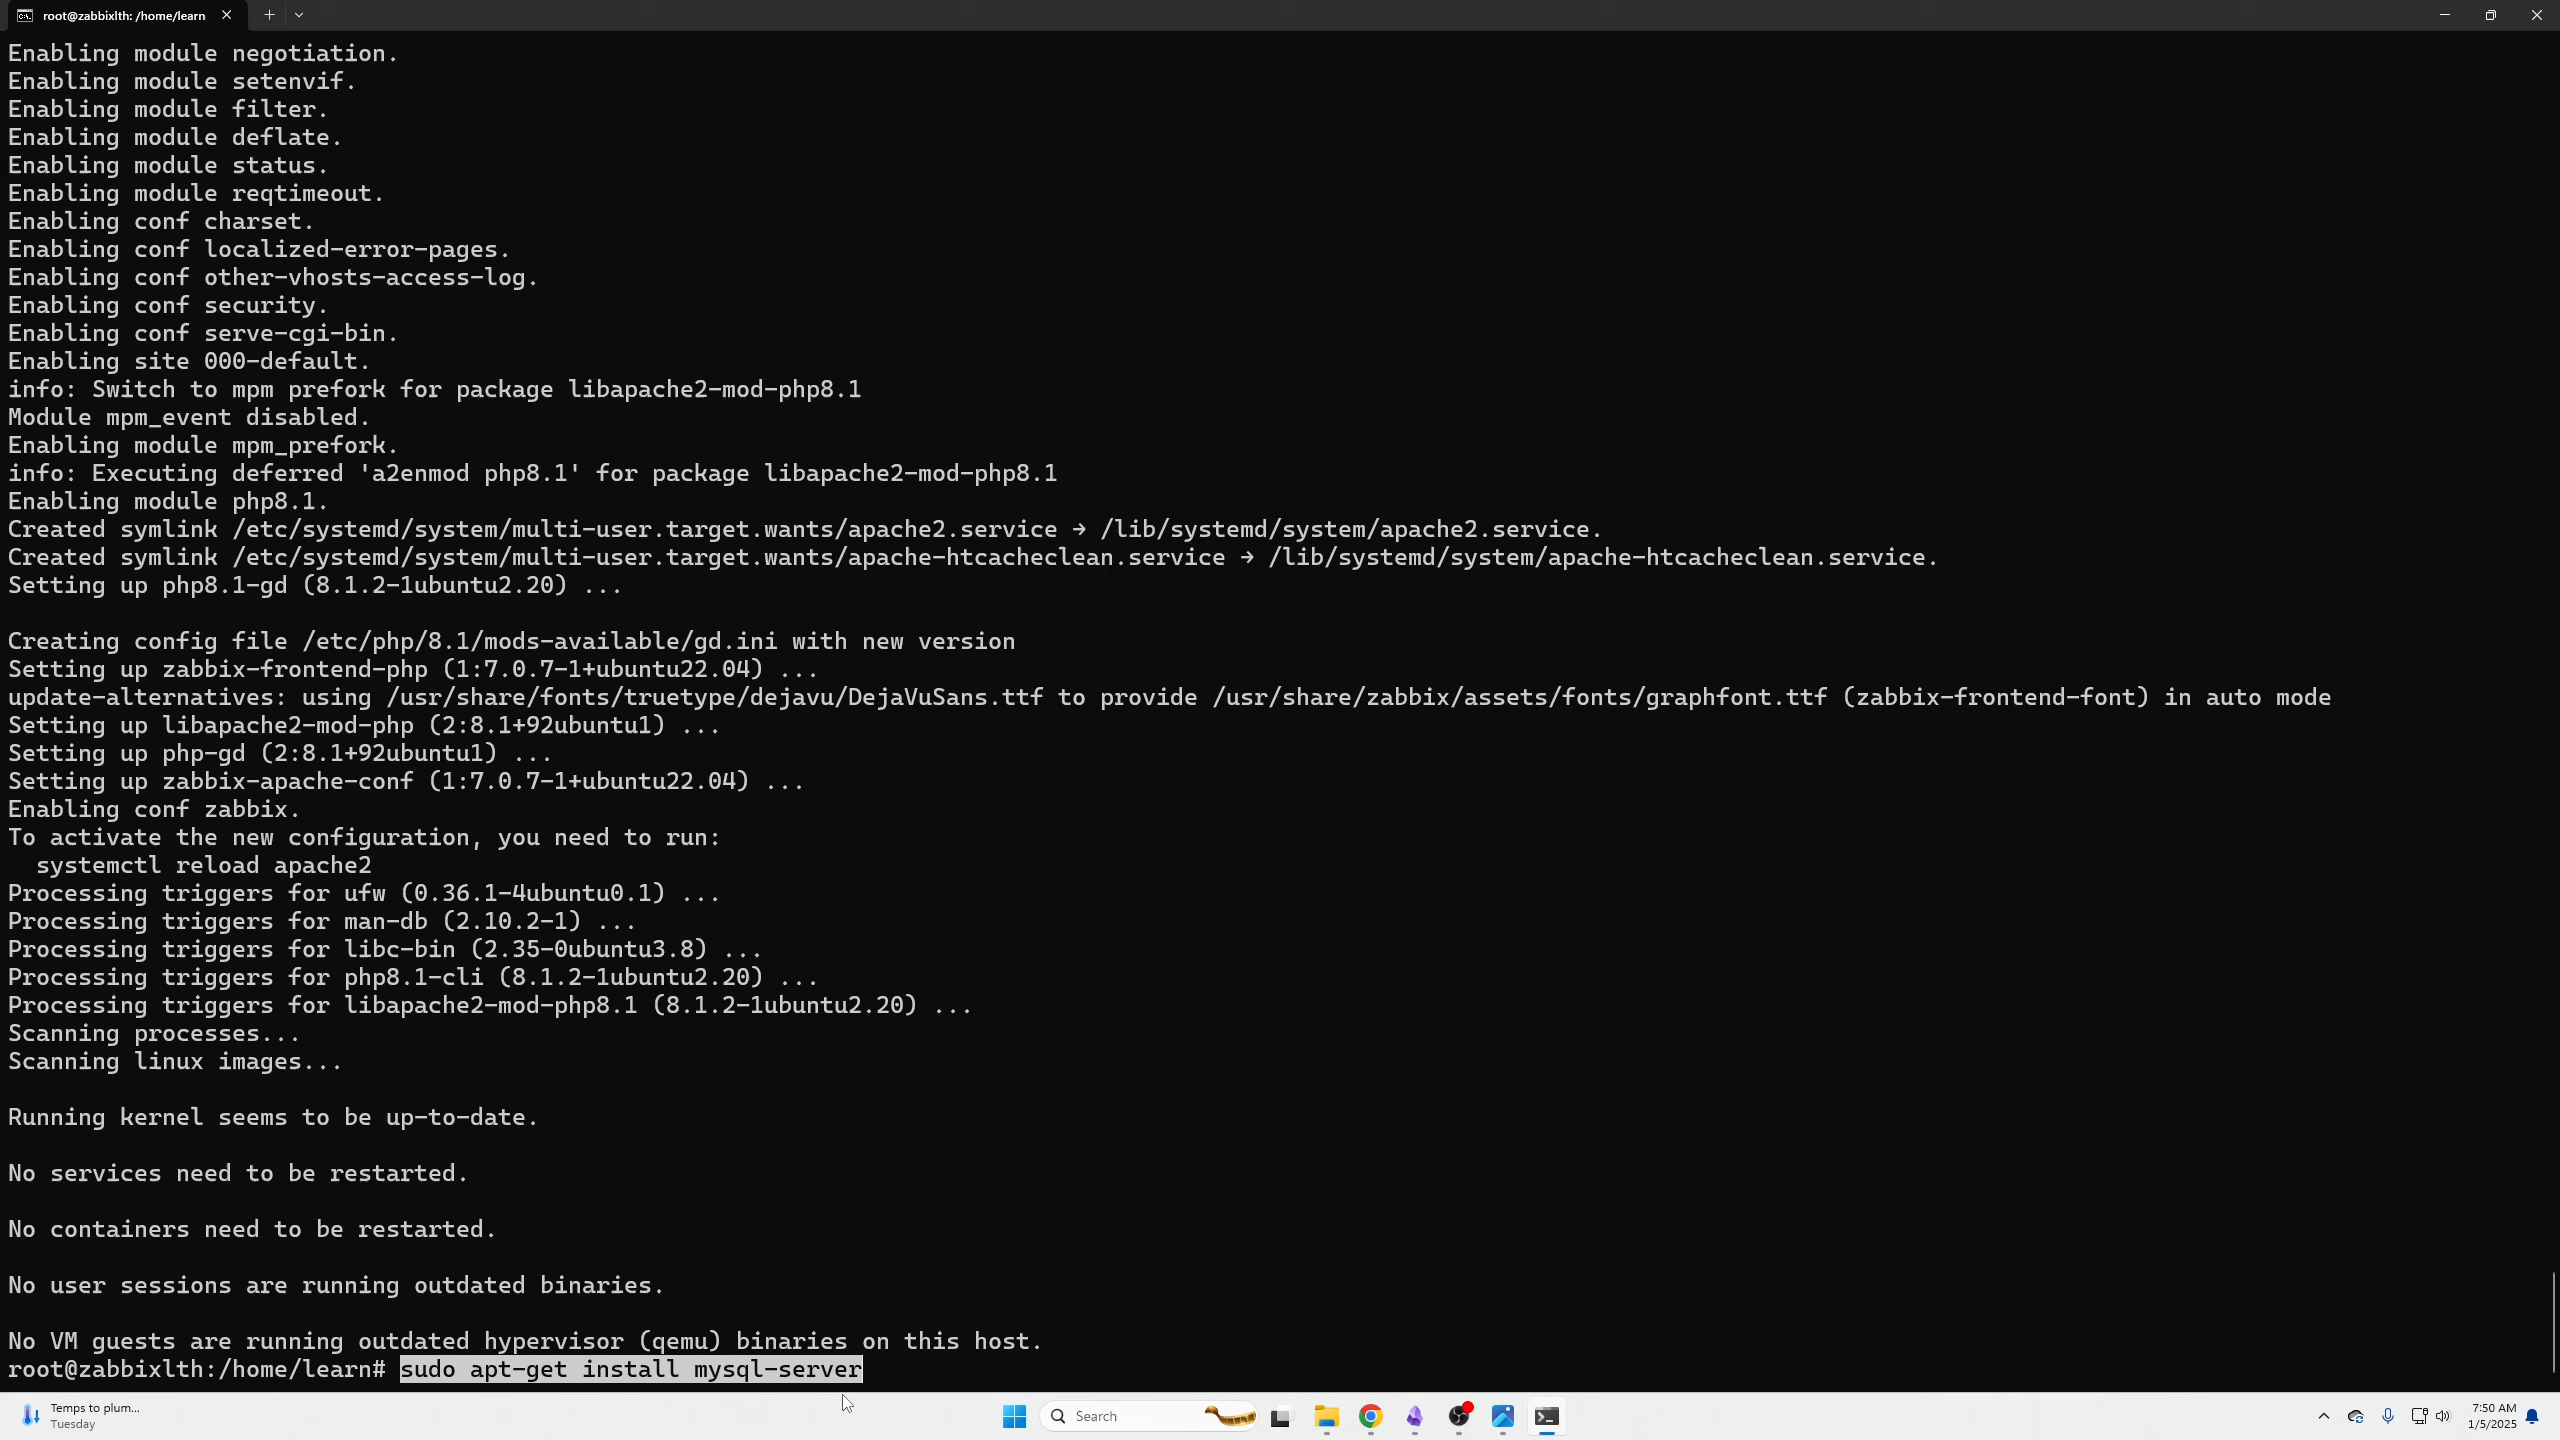 root@zabbixlth: /home/learn
Enabling module negotiation.
Enabling module setenvif.
Enabling module filter.
Enabling module deflate.
Enabling module status.
Enabling module reqtimeout.
Enabling conf charset.
Enabling conf localized-error-pages.
Enabling conf other-vhosts-access-log.
Enabling conf security.
Enabling conf serve-cgi-bin.
Enabling site 000-default.
info: Switch to mpm prefork for package libapache2-mod-php8.1
Module mpm_event disabled.
Enabling module mpm_prefork.
info: Executing deferred 'a2enmod php8.1' for package libapache2-mod-php8.1
Enabling module php8.1.
Created symlink /etc/systemd/system/multi-user.target.wants/apache2.service → /lib/systemd/system/apache2.service.
Created symlink /etc/systemd/system/multi-user.target.wants/apache-htcacheclean.service → /lib/systemd/system/apache-htcacheclean.service.
Setting up php8.1-gd (8.1.2-1ubuntu2.20) ...
Creating config file /etc/php/8.1/mods-available/gd.ini with new version
Setting up zabbix-frontend-php (1:7.0.7-1+ubuntu22.04) ...
update-alternatives: using /usr/share/fonts/truetype/dejavu/DejaVuSans.ttf to provide /usr/share/zabbix/assets/fonts/graphfont.ttf (zabbix-frontend-font) in auto mode
Setting up libapache2-mod-php (2:8.1+92ubuntu1) ...
Setting up php-gd (2:8.1+92ubuntu1) ...
Setting up zabbix-apache-conf (1:7.0.7-1+ubuntu22.04) ...
Enabling conf zabbix.
To activate the new configuration, you need to run:
  systemctl reload apache2
Processing triggers for ufw (0.36.1-4ubuntu0.1) ...
Processing triggers for man-db (2.10.2-1) ...
Processing triggers for libc-bin (2.35-0ubuntu3.8) ...
Processing triggers for php8.1-cli (8.1.2-1ubuntu2.20) ...
Processing triggers for libapache2-mod-php8.1 (8.1.2-1ubuntu2.20) ...
Scanning processes...
Scanning linux images...
Running kernel seems to be up-to-date.
No services need to be restarted.
No containers need to be restarted.
No user sessions are running outdated binaries.
No VM guests are running outdated hypervisor (qemu) binaries on this host.
root@zabbixlth:/home/learn# sudo apt-get install mysql-server
Temps to plum...
Tuesday
Search
7:50 AM
1/5/2025